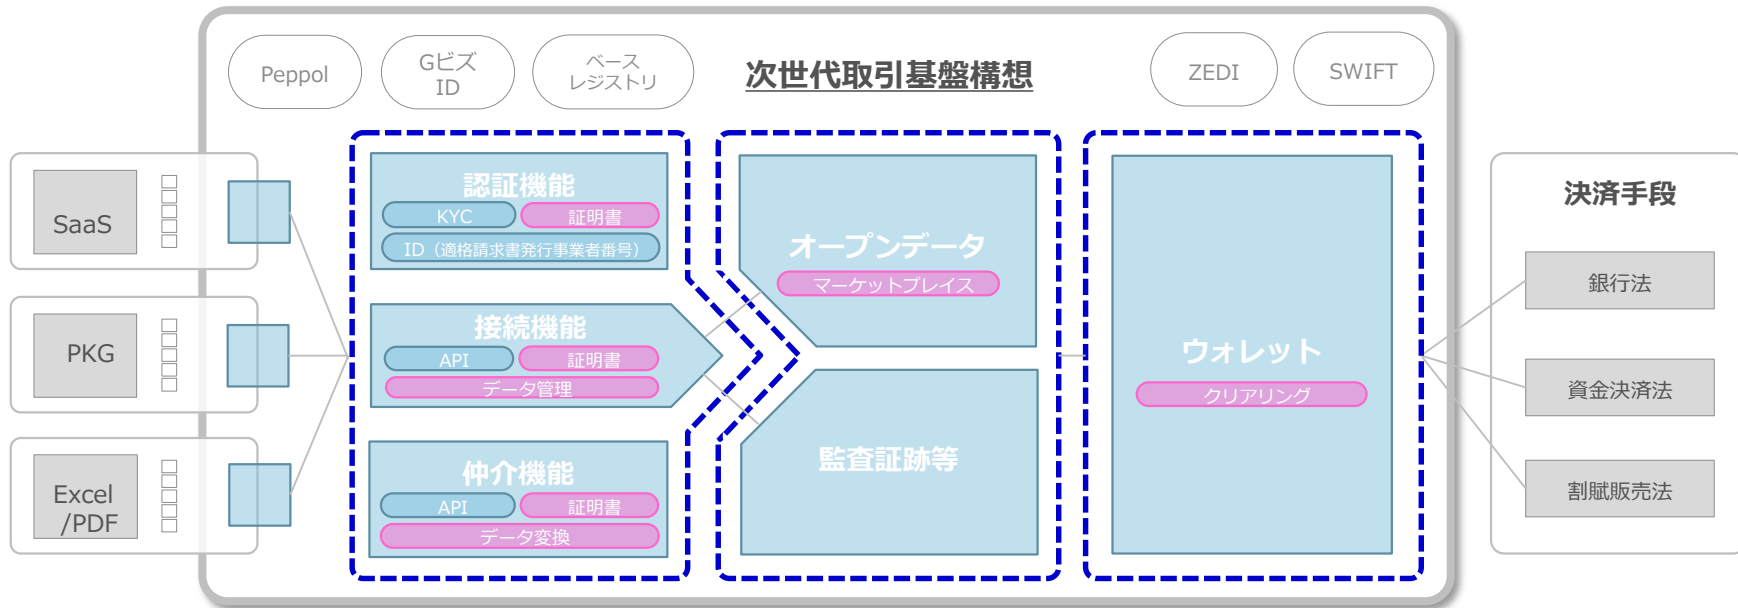 Peppol
Gビズ
ID
ベース
レジストリ
次世代取引基盤構想
ZEDI
SWIFT
SaaS
PKG
Excel
/PDF
認証機能
KYC
証明書
ID（適格請求書発行事業者番号）
接続機能
API
証明書
データ管理
仲介機能
API
証明書
データ変換
オープンデータ
マーケットプレイス
監査証跡等
ウォレット
クリアリング
決済手段
銀行法
資金決済法
割賦販売法